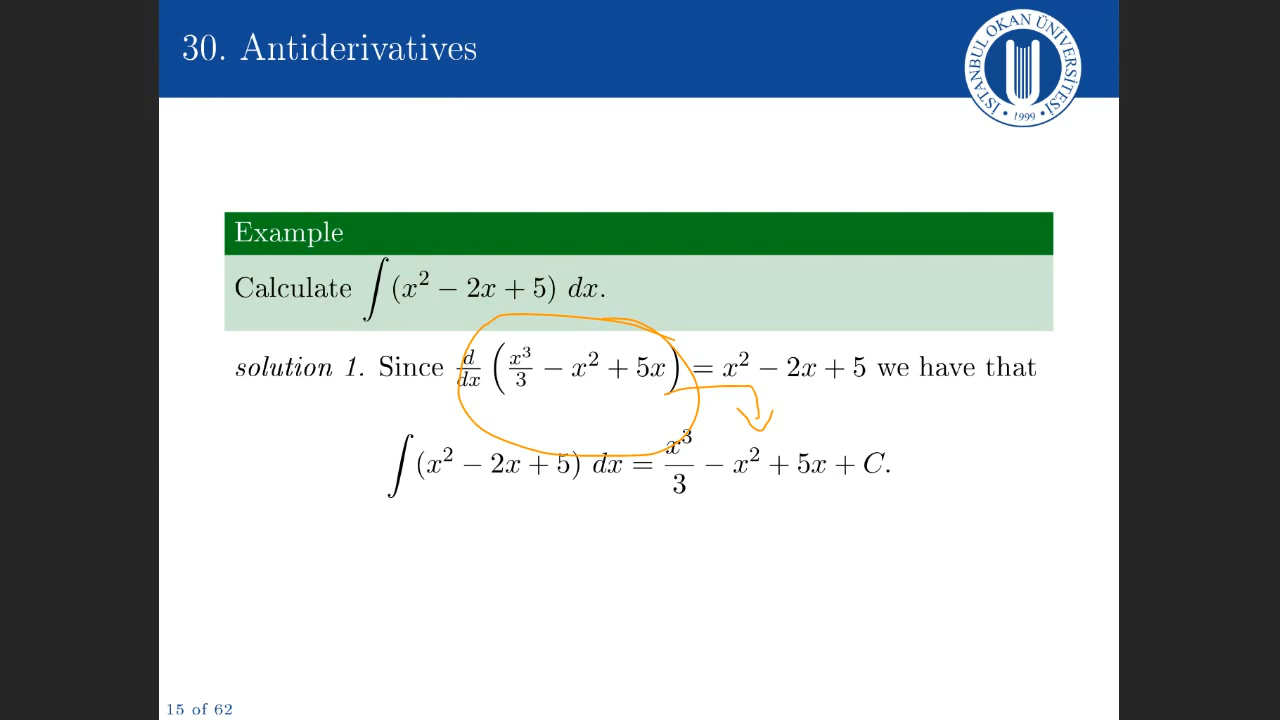 30. Antiderivatives
İSTANBUL OKAN ÜNİVERSİTESİ
• 1999 •
Example
Calculate ∫(x² − 2x + 5) dx.
solution 1. Since d/dx (x³/3 − x² + 5x) = x² − 2x + 5 we have that
∫(x² − 2x + 5) dx = x³/3 − x² + 5x + C.
15 of 62